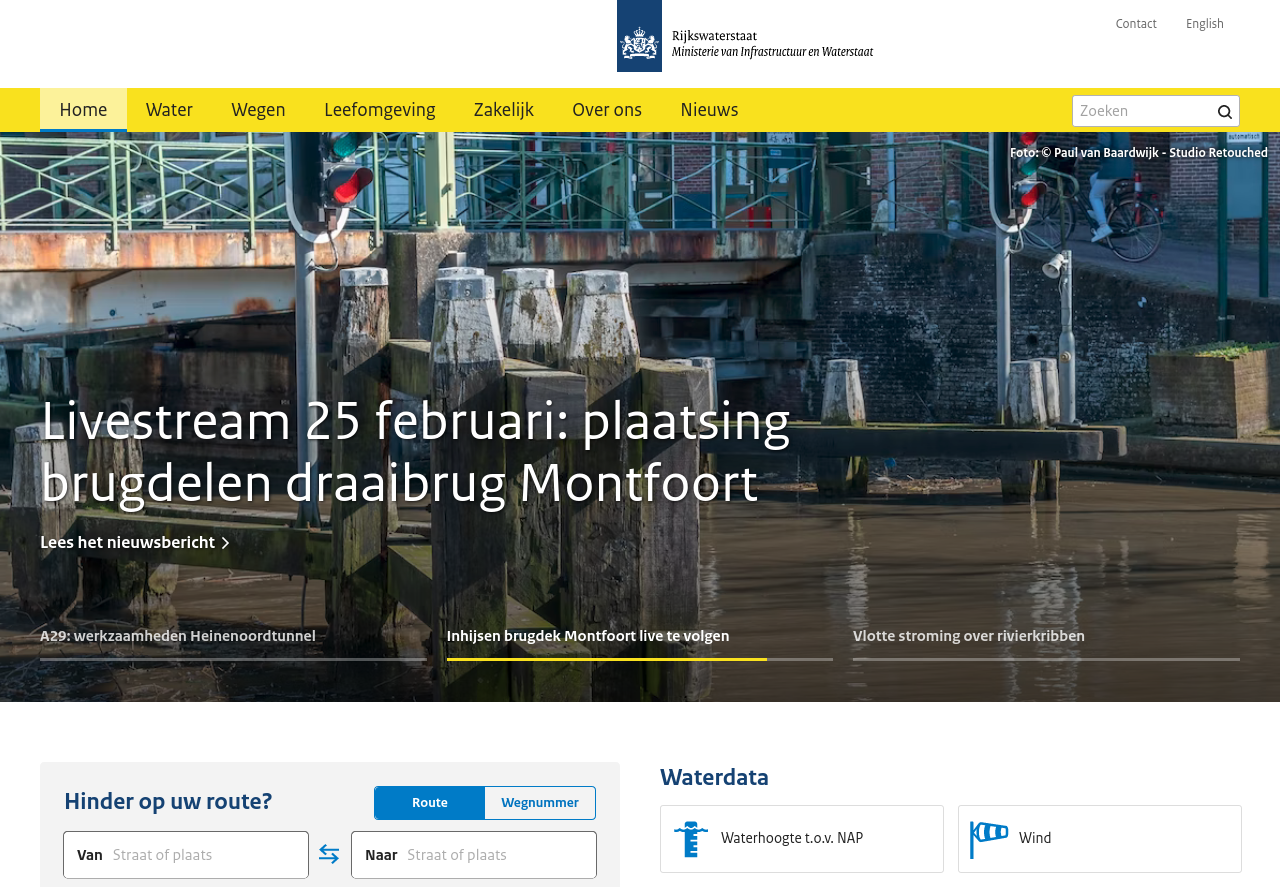 Rijkswaterstaat
Ministerie van Infrastructuur en Waterstaat
Contact
English
Home
Water
Wegen
Leefomgeving
Zakelijk
Over ons
Nieuws
Zoeken
automatisch
Foto: © Paul van Baardwijk - Studio Retouched
Livestream 25 februari: plaatsing
brugdelen draaibrug Montfoort
Lees het nieuwsbericht
A29: werkzaamheden Heinenoordtunnel
Inhijsen brugdek Montfoort live te volgen
Vlotte stroming over rivierkribben
Hinder op uw route?
Route
Wegnummer
Van Straat of plaats
Naar Straat of plaats
Waterdata
Waterhoogte t.o.v. NAP
Wind